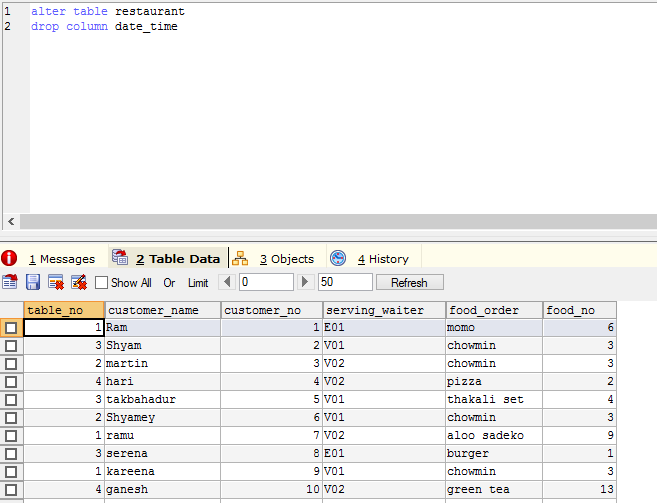 1 alter table restaurant
2 drop column date_time
1 Messages 2 Table Data 3 Objects 4 History
Show All Or Limit 0 50 Refresh
table_no customer_name customer_no serving_waiter food_order food_no
1 Ram 1 E01 momo 6
3 Shyam 2 V01 chowmin 3
2 martin 3 V02 chowmin 3
4 hari 4 V02 pizza 2
3 takbahadur 5 V01 thakali set 4
2 Shyamey 6 V01 chowmin 3
1 ramu 7 V02 aloo sadeko 9
3 serena 8 E01 burger 1
1 kareena 9 V01 chowmin 3
4 ganesh 10 V02 green tea 13